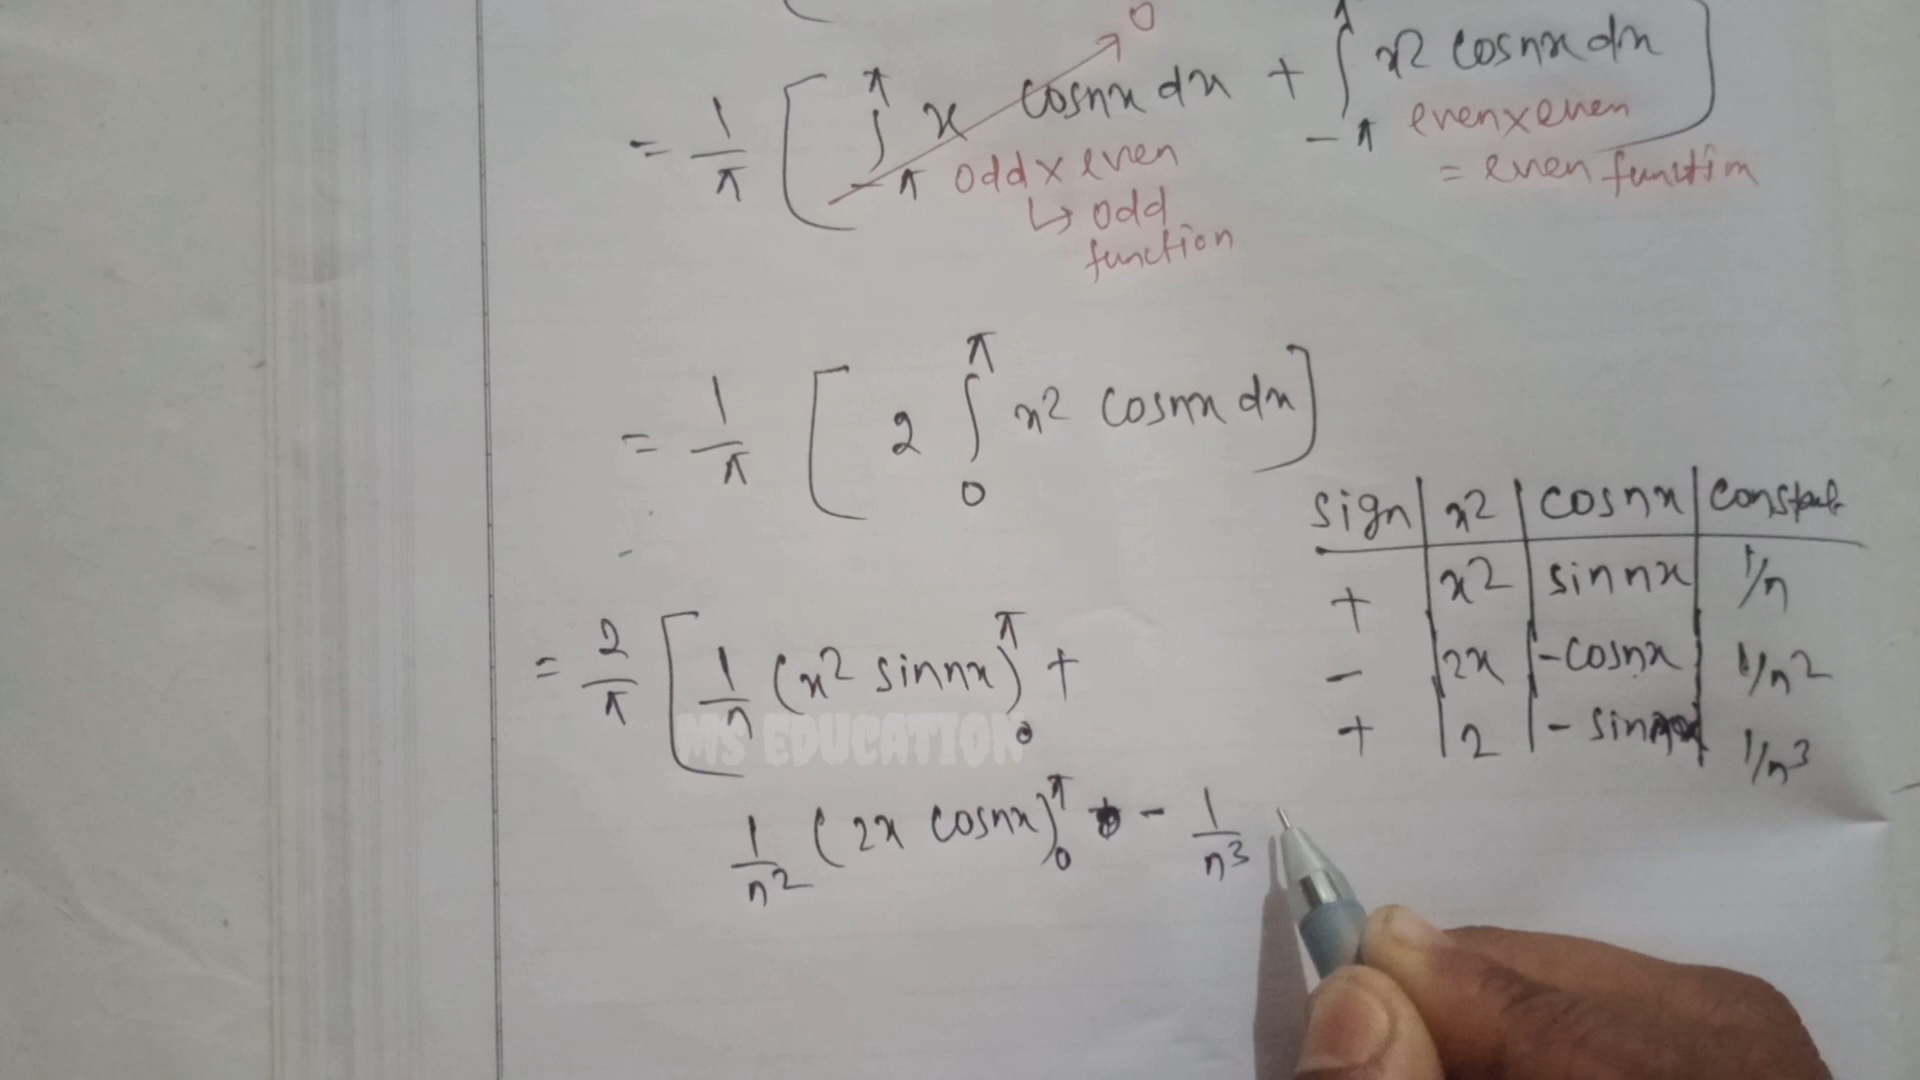 = 1/π [ ∫_{-π}^{π} x cosnx dx + ∫_{-π}^{π} x2 cosnx dx ]
0
odd x even
↳ odd
function
even x even
= even function
= 1/π [ 2 ∫_0^π x2 cosnx dx ]
sign | x2 | cosnx | constant
+ | x2 | sin nx | 1/n
- | 2x | -cosnx | 1/n2
+ | 2 | - sinnx | 1/n3
= 2/π [ 1/n (x2 sinnx)_0^π +
MS EDUCATION
1/n2 (2x cosnx)_0^π - 1/n3